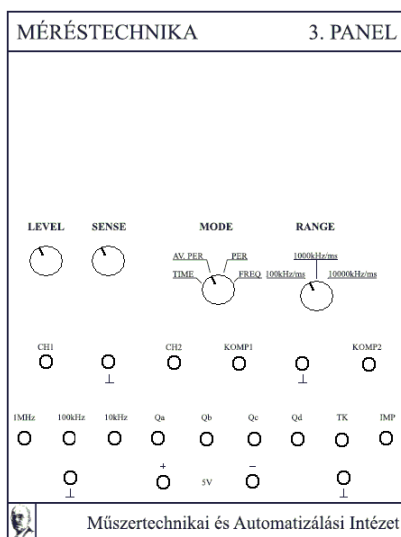 MÉRÉSTECHNIKA 3. PANEL
LEVEL SENSE MODE RANGE
1000kHz/ms
AV. PER PER
TIME FREQ 100kHz/ms 10000kHz/ms
CH1 CH2 KOMP1 KOMP2
⊥ ⊥
1MHz 100kHz 10kHz Qa Qb Qc Qd TK IMP
+ 5V −
⊥ ⊥
Műszertechnikai és Automatizálási Intézet